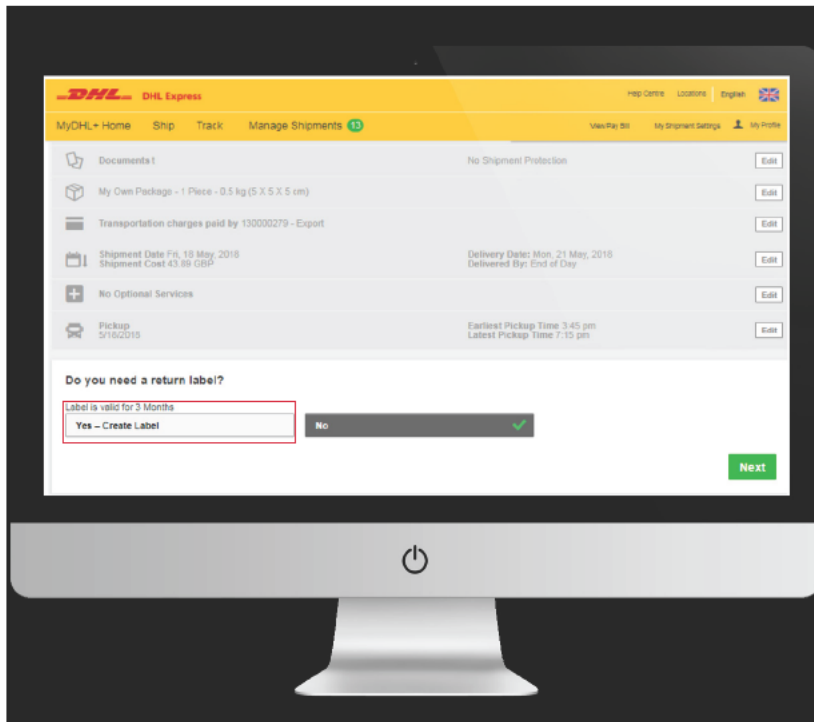 DHL DHL Express
Help Centre Locations English
MyDHL+ Home Ship Track Manage Shipments 13
View/Pay Bill My Shipment Settings My Profile
Documents t No Shipment Protection Edit
My Own Package - 1 Piece - 0.5 kg (5 X 5 X 5 cm) Edit
Transportation charges paid by 130000279 - Export Edit
Shipment Date Fri, 18 May, 2018 Delivery Date: Mon, 21 May, 2018 Edit
Shipment Cost 43.89 GBP Delivered By: End of Day
No Optional Services Edit
Pickup Earliest Pickup Time 3:45 pm Edit
Latest Pickup Time 7:15 pm
Do you need a return label?
Label is valid for 3 Months
Yes – Create Label No
Next